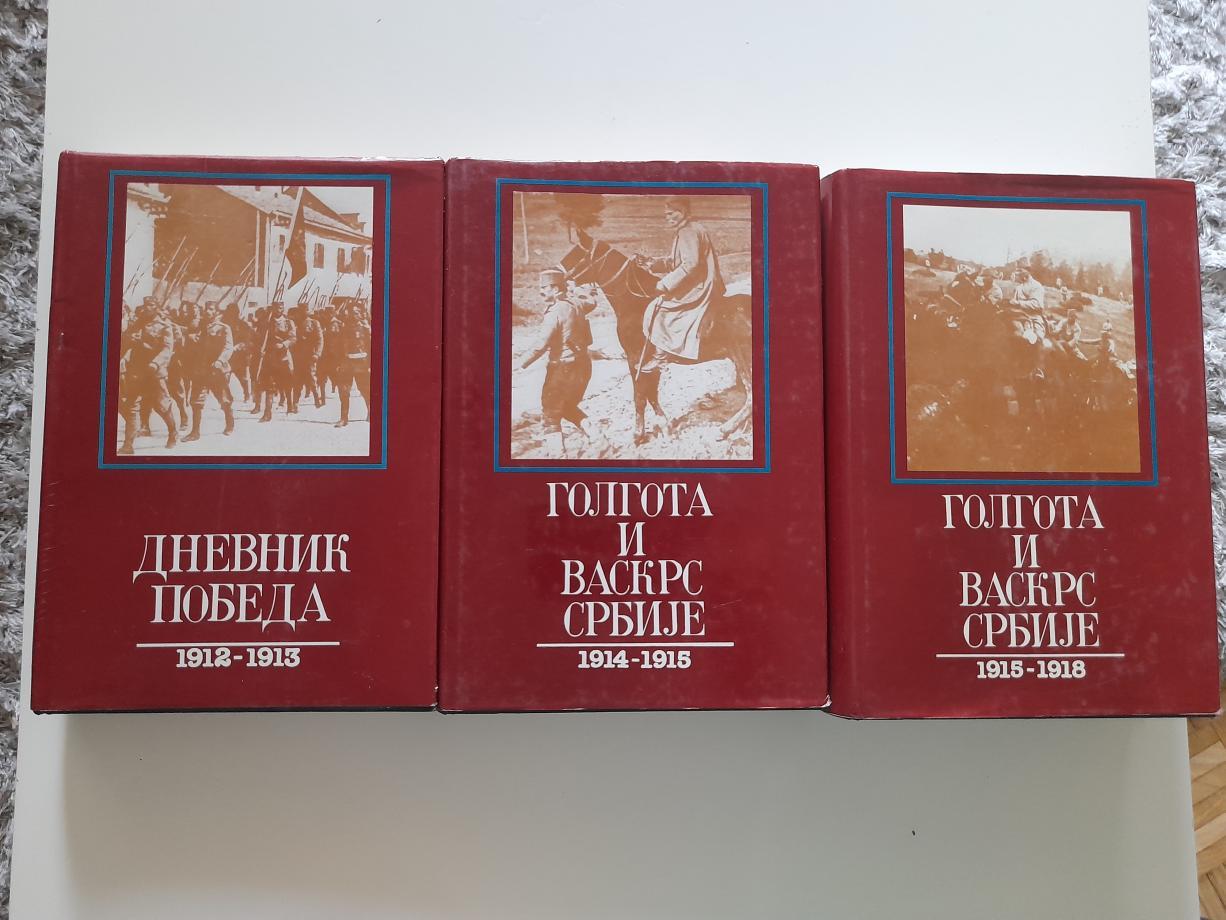 ДНЕВНИК
ПОБЕДА
1912-1913
ГОЛГОТА
И
ВАСКРС
СРБИЈЕ
1914-1915
ГОЛГОТА
И
ВАСКРС
СРБИЈЕ
1915-1918